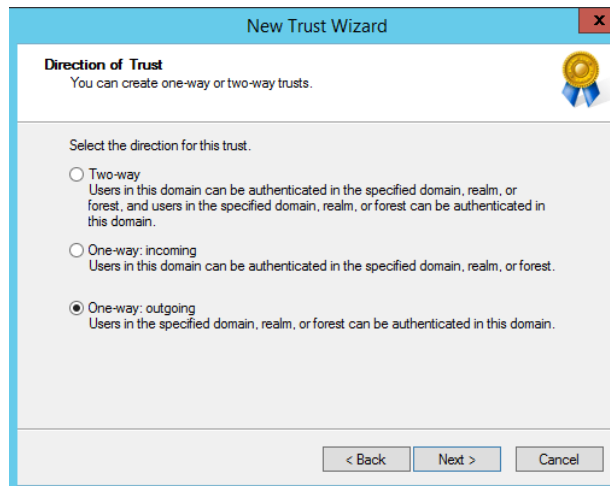 New Trust Wizard
x
Direction of Trust
You can create one-way or two-way trusts.
Select the direction for this trust.
Two-way
Users in this domain can be authenticated in the specified domain, realm, or
forest, and users in the specified domain, realm, or forest can be authenticated in
this domain.
One-way: incoming
Users in this domain can be authenticated in the specified domain, realm, or forest.
One-way: outgoing
Users in the specified domain, realm, or forest can be authenticated in this domain.
< Back Next > Cancel